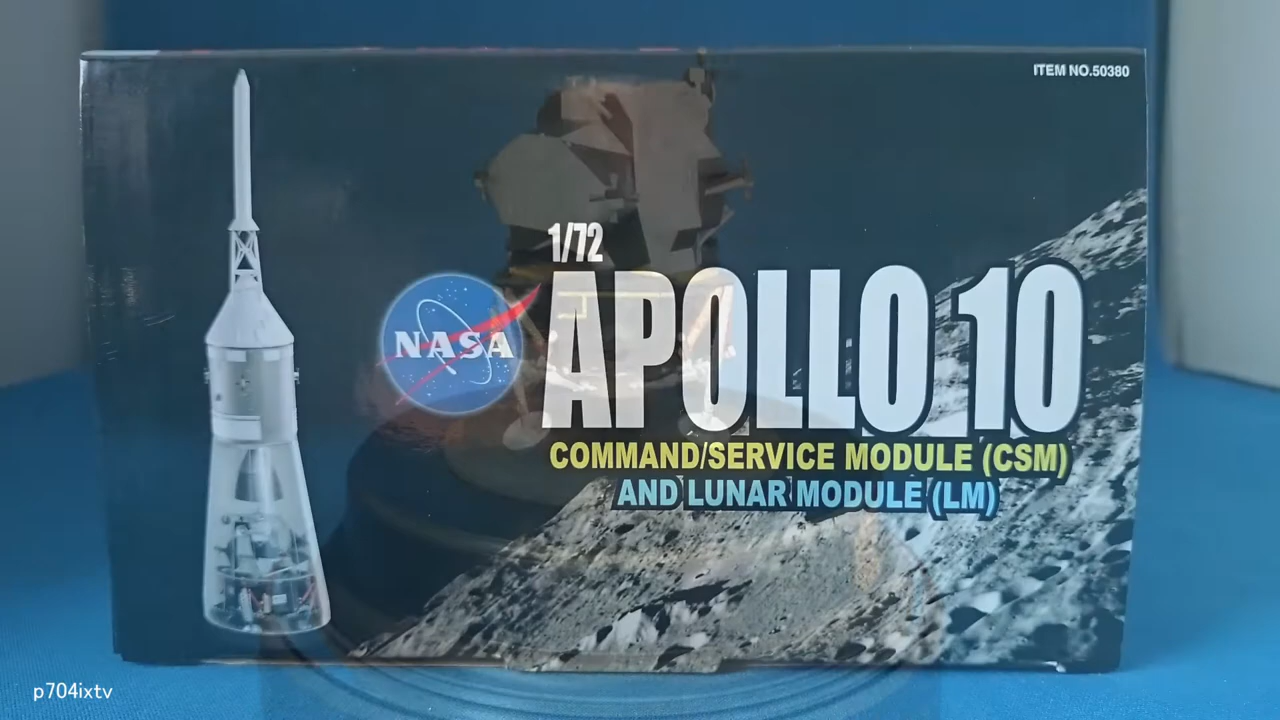 ITEM NO.50380
1/72
NASA
APOLLO 10
COMMAND/SERVICE MODULE (CSM)
AND LUNAR MODULE (LM)
p704ixtv